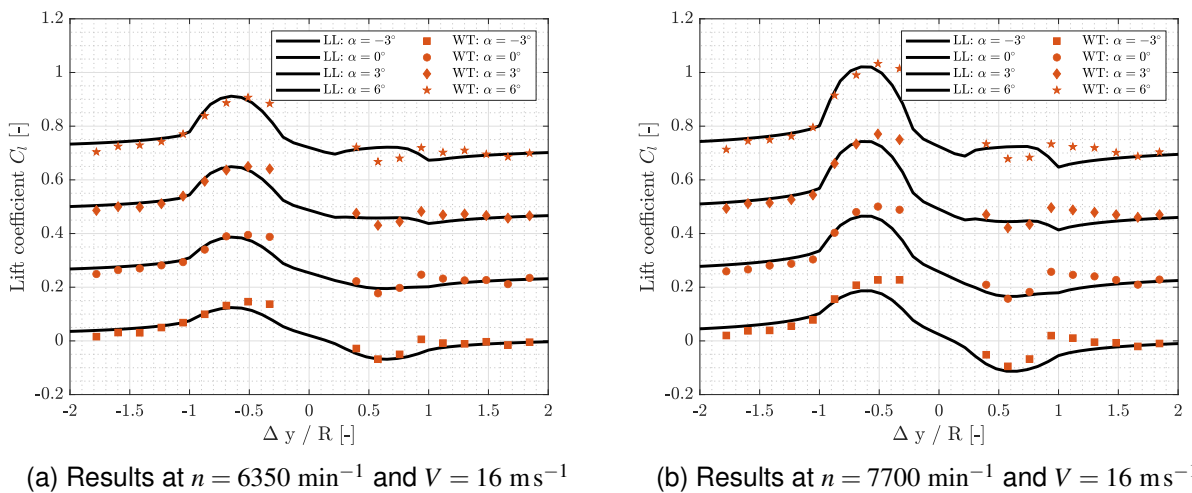 1.2
1
0.8
0.6
0.4
0.2
0
-0.2
Lift coefficient C_l [-]
LL: α = −3°
LL: α = 0°
LL: α = 3°
LL: α = 6°
WT: α = −3°
WT: α = 0°
WT: α = 3°
WT: α = 6°
-2 -1.5 -1 -0.5 0 0.5 1 1.5 2
Δ y / R [-]
(a) Results at n = 6350 min⁻¹ and V = 16 m s⁻¹
1.2
1
0.8
0.6
0.4
0.2
0
-0.2
Lift coefficient C_l [-]
LL: α = −3°
LL: α = 0°
LL: α = 3°
LL: α = 6°
WT: α = −3°
WT: α = 0°
WT: α = 3°
WT: α = 6°
-2 -1.5 -1 -0.5 0 0.5 1 1.5 2
Δ y / R [-]
(b) Results at n = 7700 min⁻¹ and V = 16 m s⁻¹